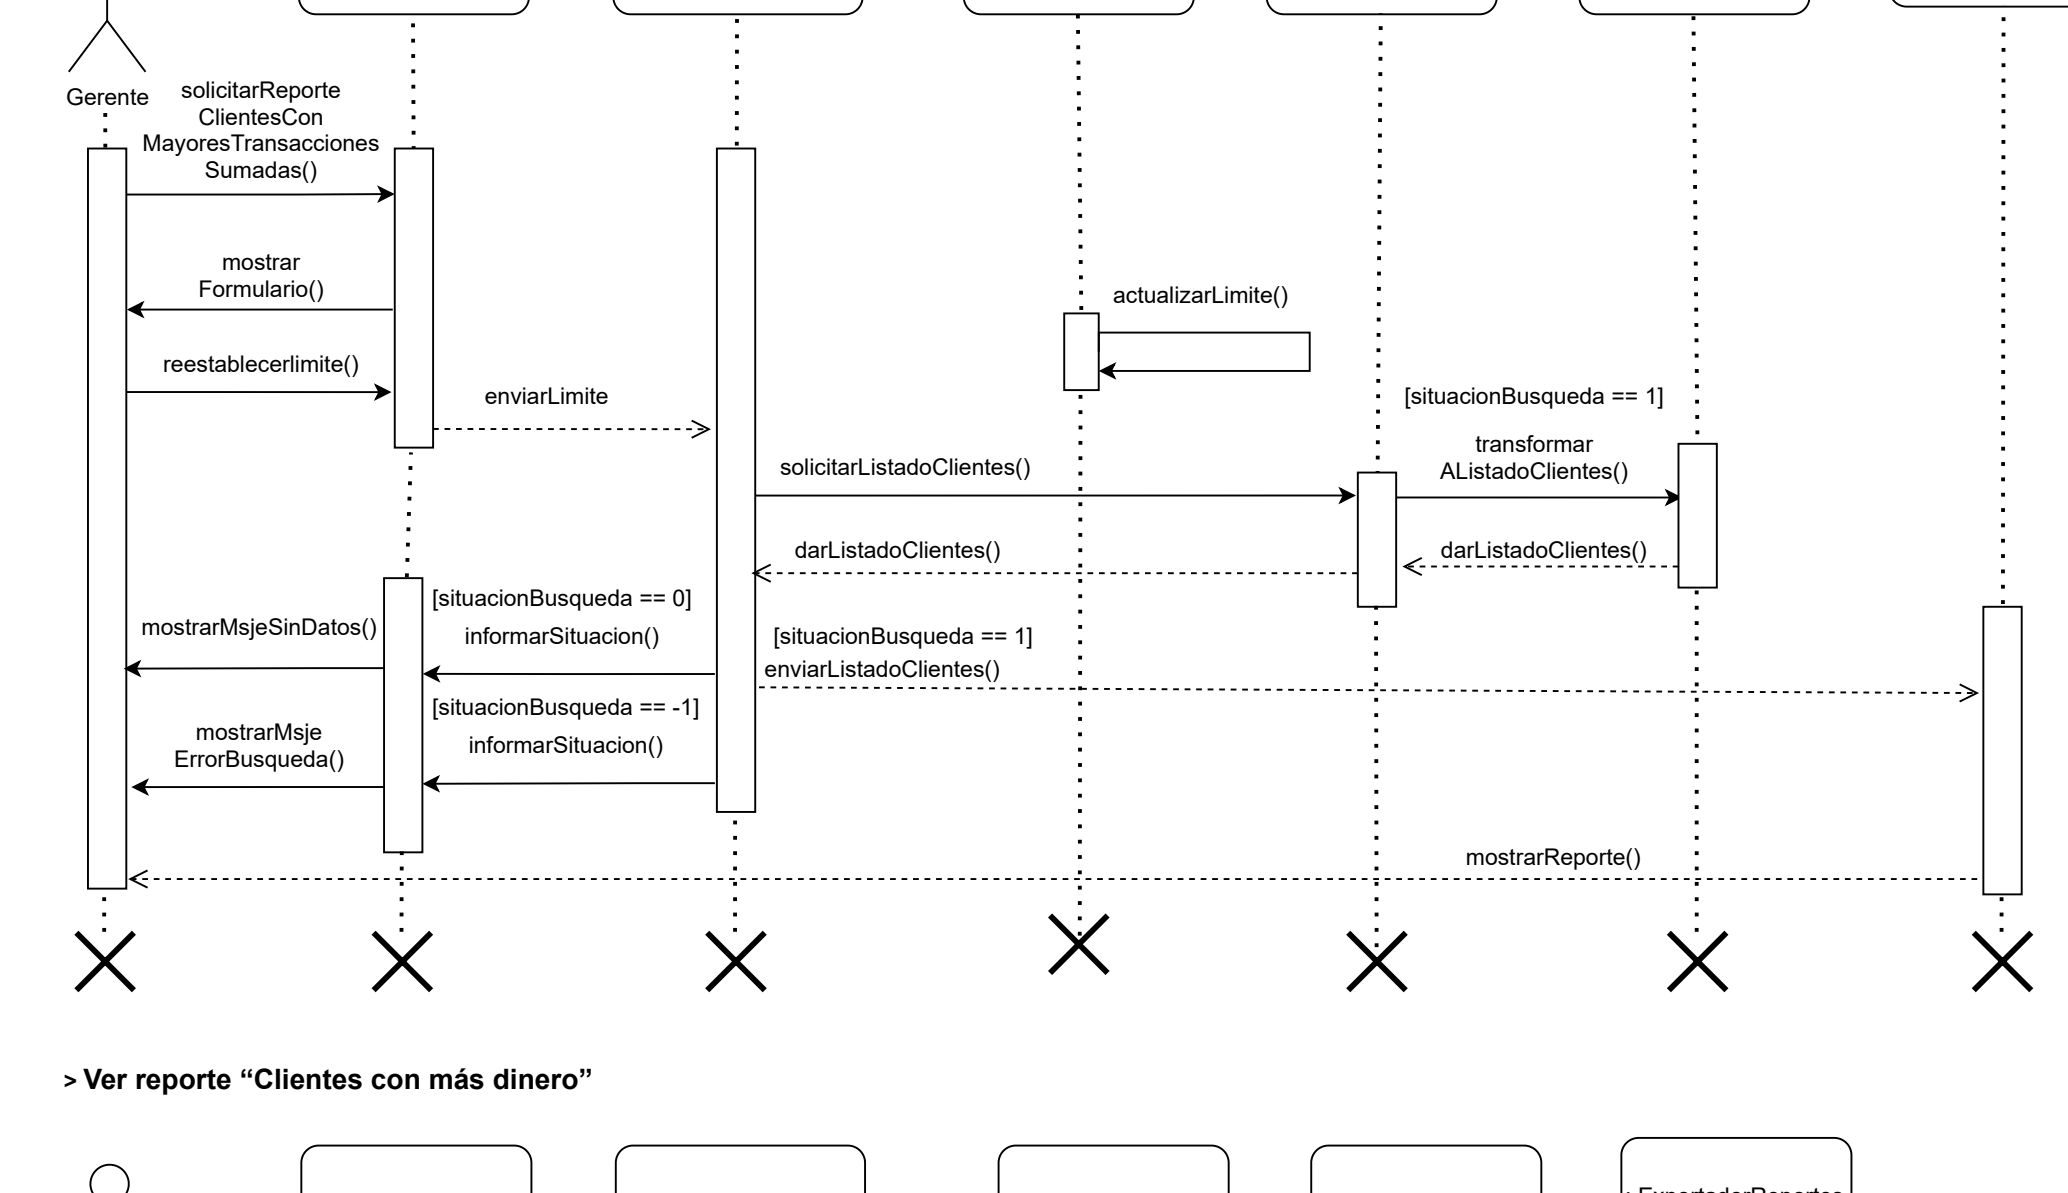 Gerente
solicitarReporte
ClientesCon
MayoresTransacciones
Sumadas()
mostrar
Formulario()
actualizarLimite()
reestablecerlimite()
enviarLimite
[situacionBusqueda == 1]
transformar
AListadoClientes()
solicitarListadoClientes()
darListadoClientes()
darListadoClientes()
[situacionBusqueda == 0]
mostrarMsjeSinDatos()
informarSituacion()
[situacionBusqueda == 1]
enviarListadoClientes()
[situacionBusqueda == -1]
mostrarMsje
ErrorBusqueda()
informarSituacion()
mostrarReporte()
> Ver reporte “Clientes con más dinero”
ExportadorReportes